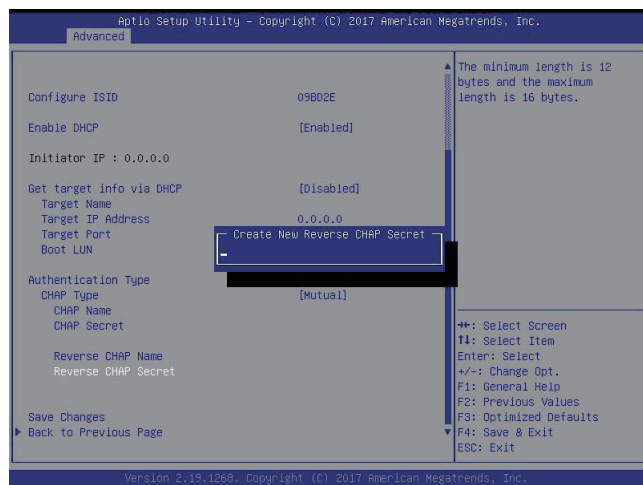 Aptio Setup Utility – Copyright (C) 2017 American Megatrends, Inc.
Advanced
Configure ISID 09BD2E
Enable DHCP [Enabled]
Initiator IP : 0.0.0.0
Get target info via DHCP [Disabled]
Target Name
Target IP Address 0.0.0.0
Target Port
Boot LUN
Create New Reverse CHAP Secret
Authentication Type
CHAP Type [Mutual]
CHAP Name
CHAP Secret
Reverse CHAP Name
Reverse CHAP Secret
Save Changes
Back to Previous Page
The minimum length is 12
bytes and the maximum
length is 16 bytes.
→←: Select Screen
↑↓: Select Item
Enter: Select
+/-: Change Opt.
F1: General Help
F2: Previous Values
F3: Optimized Defaults
F4: Save & Exit
ESC: Exit
Version 2.19.1268. Copyright (C) 2017 American Megatrends, Inc.